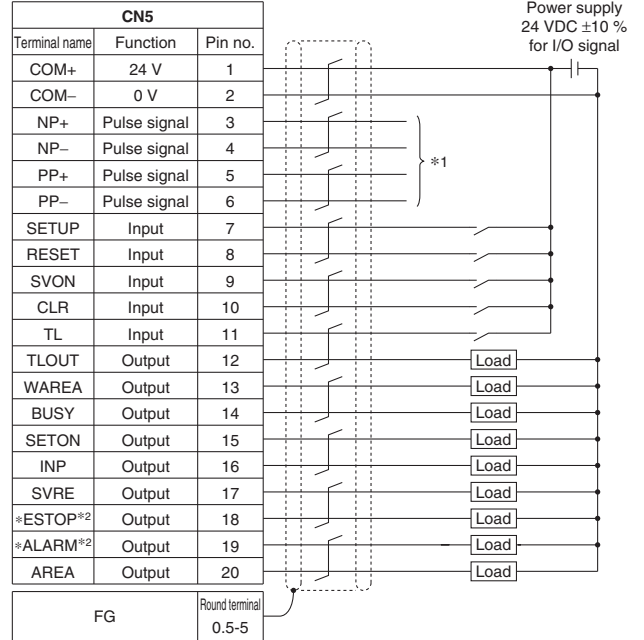 Power supply
24 VDC ±10 %
for I/O signal
CN5
Terminal name Function Pin no.
COM+ 24 V 1
COM– 0 V 2
NP+ Pulse signal 3
NP– Pulse signal 4
PP+ Pulse signal 5
PP– Pulse signal 6
*1
SETUP Input 7
RESET Input 8
SVON Input 9
CLR Input 10
TL Input 11
TLOUT Output 12 Load
WAREA Output 13 Load
BUSY Output 14 Load
SETON Output 15 Load
INP Output 16 Load
SVRE Output 17 Load
*ESTOP*2 Output 18 Load
*ALARM*2 Output 19 Load
AREA Output 20 Load
FG Round terminal
0.5-5